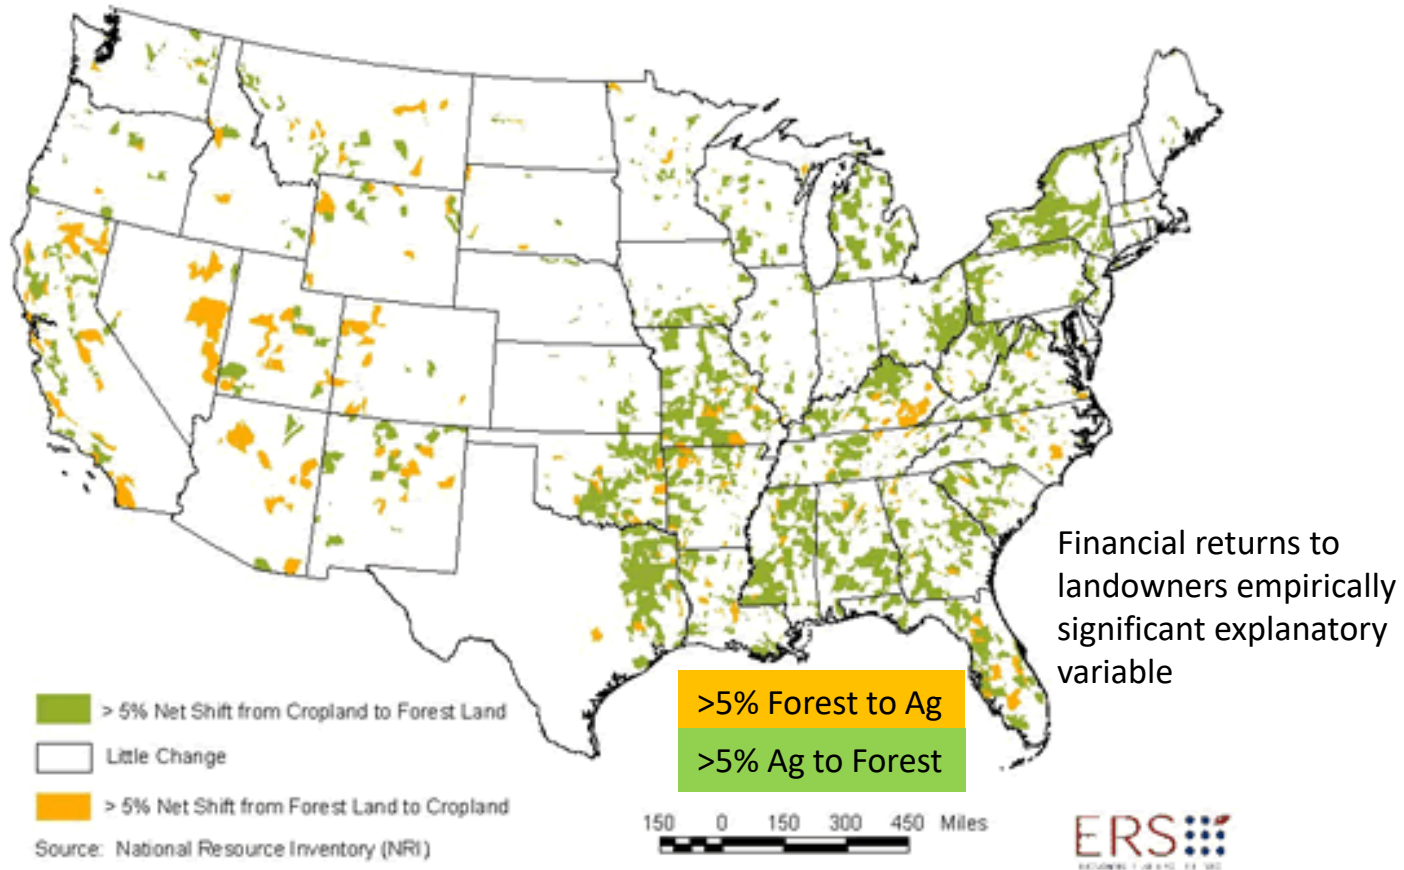 Financial returns to
landowners empirically
significant explanatory
variable
> 5% Net Shift from Cropland to Forest Land
Little Change
> 5% Net Shift from Forest Land to Cropland
Source: National Resource Inventory (NRI)
>5% Forest to Ag
>5% Ag to Forest
150 0 150 300 450 Miles
ERS